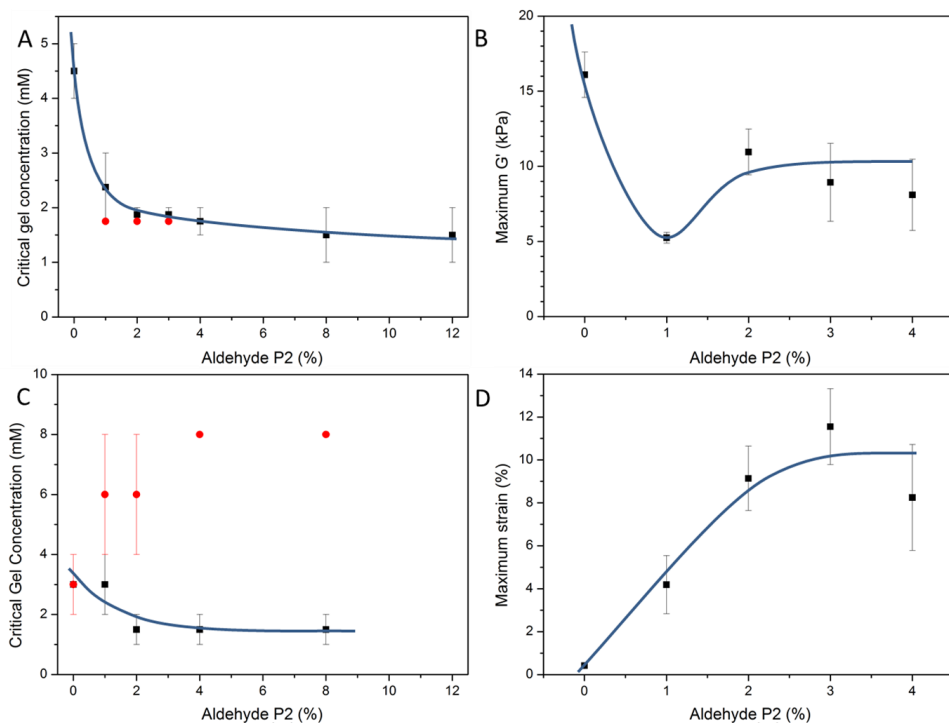 A
Critical gel concentration (mM)
5
4
3
2
1
0
0 2 4 6 8 10 12
Aldehyde P2 (%)
B
Maximum G' (kPa)
20
15
10
5
0
0 1 2 3 4
Aldehyde P2 (%)
C
Critical Gel Concentration (mM)
10
8
6
4
2
0
0 2 4 6 8 10 12
Aldehyde P2 (%)
D
Maximum strain (%)
14
12
10
8
6
4
2
0
0 1 2 3 4
Aldehyde P2 (%)